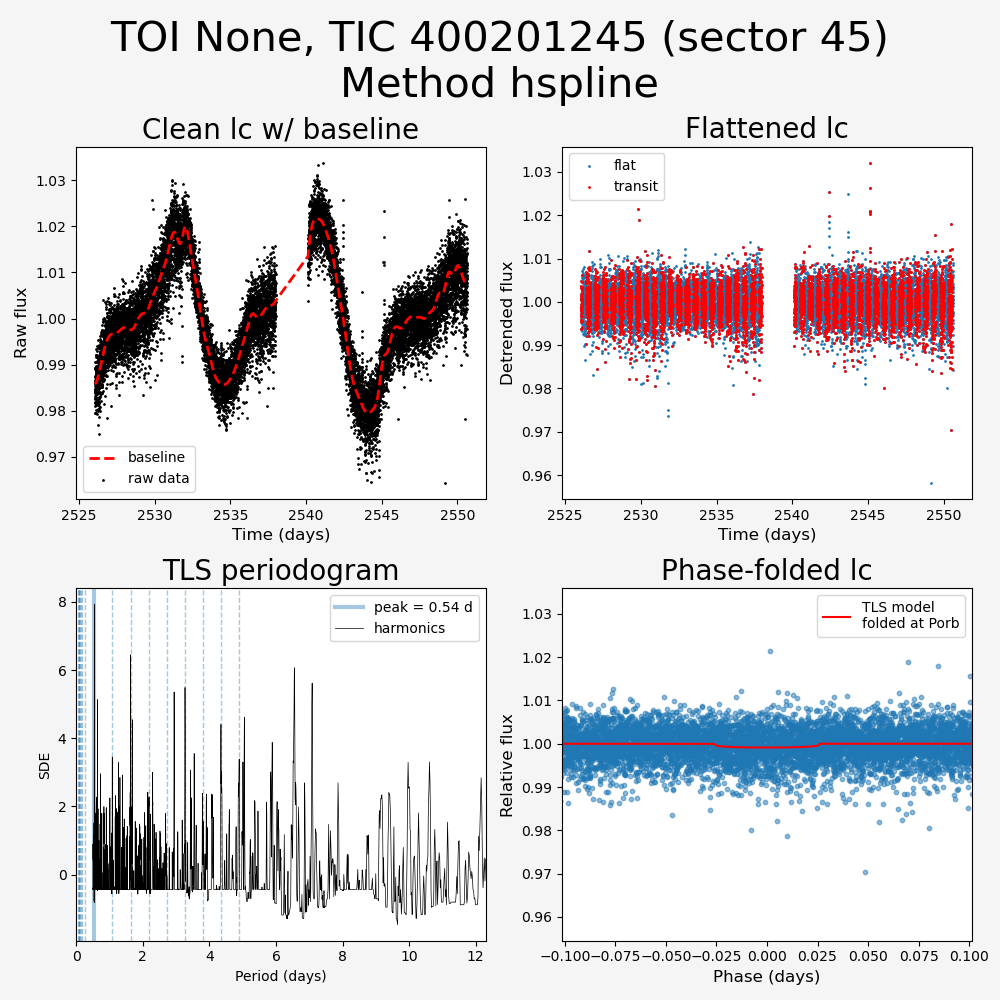 TOI None, TIC 400201245 (sector 45)
Method hspline
Clean lc w/ baseline
Flattened lc
1.03
1.02
1.01
1.00
0.99
0.98
0.97
Raw flux
baseline
raw data
2525 2530 2535 2540 2545 2550
Time (days)
1.03
1.02
1.01
1.00
0.99
0.98
0.97
0.96
Detrended flux
flat
transit
2525 2530 2535 2540 2545 2550
Time (days)
TLS periodogram
Phase-folded lc
8
6
4
2
0
SDE
peak = 0.54 d
harmonics
0 2 4 6 8 10 12
Period (days)
1.03
1.02
1.01
1.00
0.99
0.98
0.97
0.96
Relative flux
TLS model
folded at Porb
−0.100 −0.075 −0.050 −0.025 0.000 0.025 0.050 0.075 0.100
Phase (days)